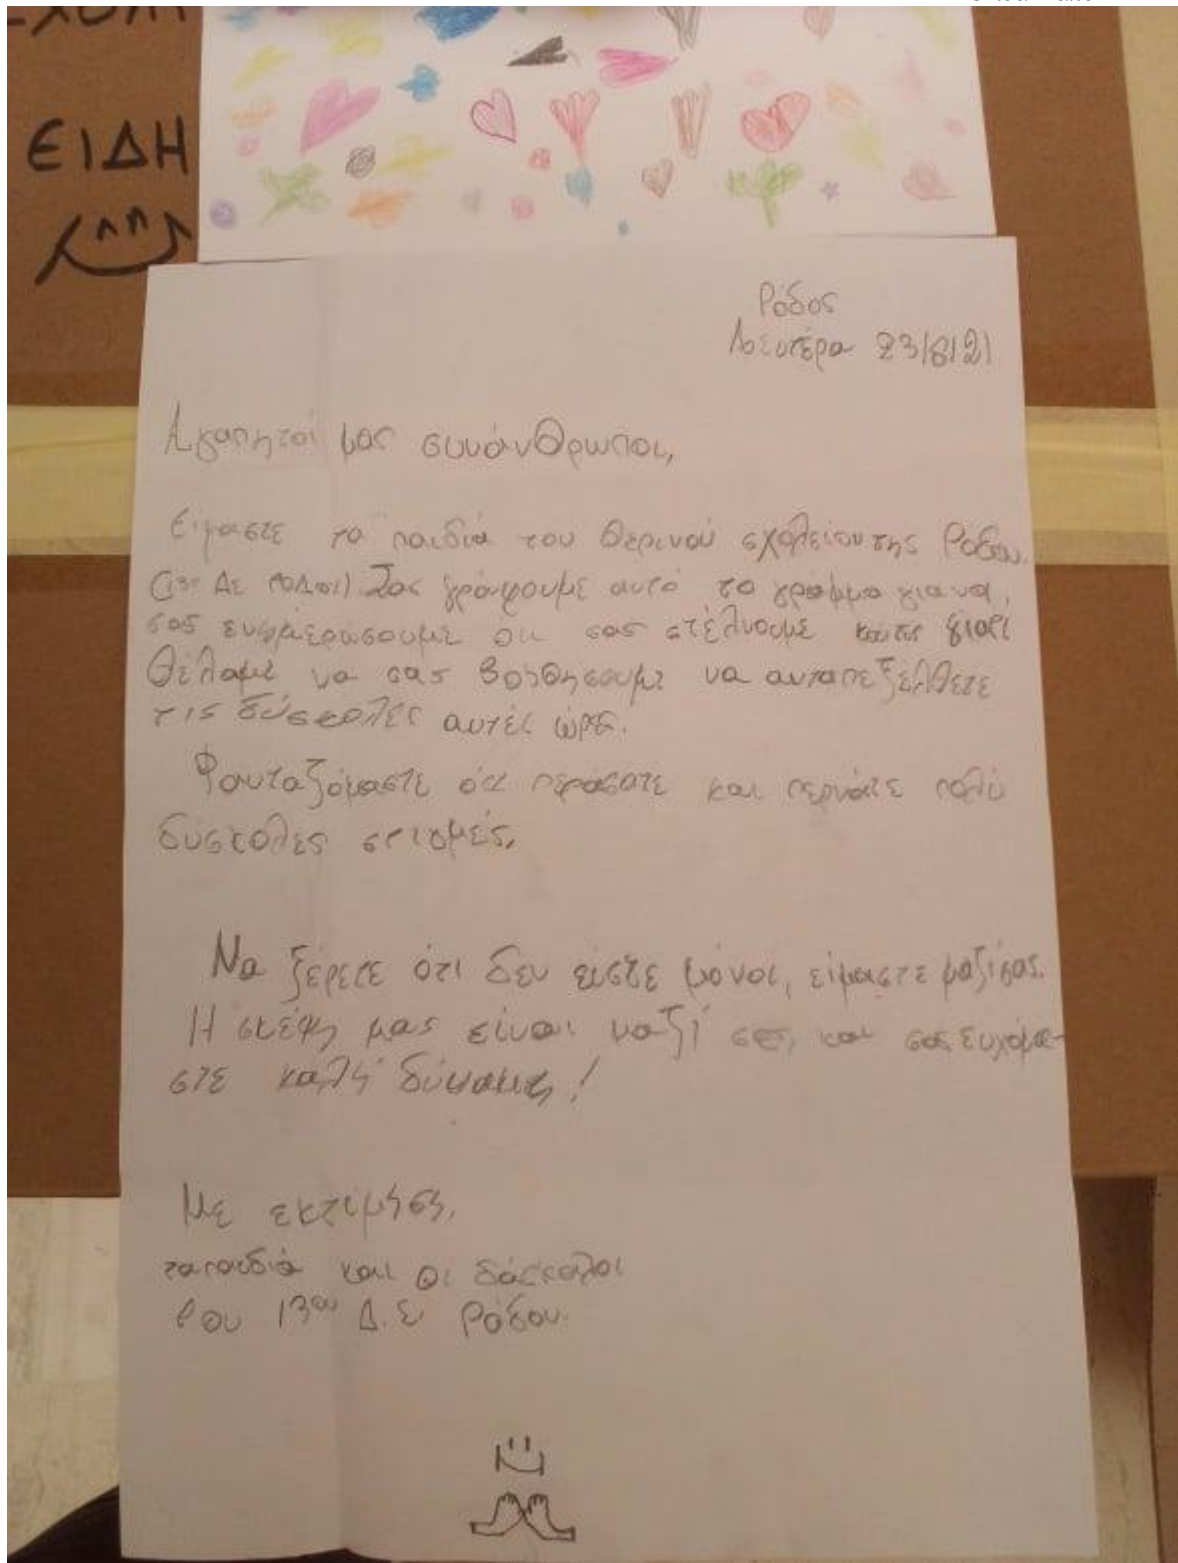 ΕΙΔΗ
Ρόδος
Δευτέρα 23/8/21
Αγαπητοί μας συνάνθρωποι,
Είμαστε τα παιδιά του θερινού σχολείου της Ρόδου.
Σας γράφουμε αυτό το γράμμα για να
σας ενημερώσουμε ότι σας στέλνουμε γιατί
θέλαμε να σας βοηθήσουμε να ανταπεξέλθετε
τις δύσκολες αυτές ώρες.
Φανταζόμαστε ότι περάσατε και περνάτε πολύ
δύσκολες στιγμές.
Να ξέρετε ότι δεν είστε μόνοι, είμαστε μαζί σας.
Η σκέψη μας είναι μαζί σας και σας ευχόμα-
στε καλή δύναμη!
Με εκτίμηση,
τα παιδιά και οι δάσκαλοι
του 13ου Δ.Σ Ρόδου.